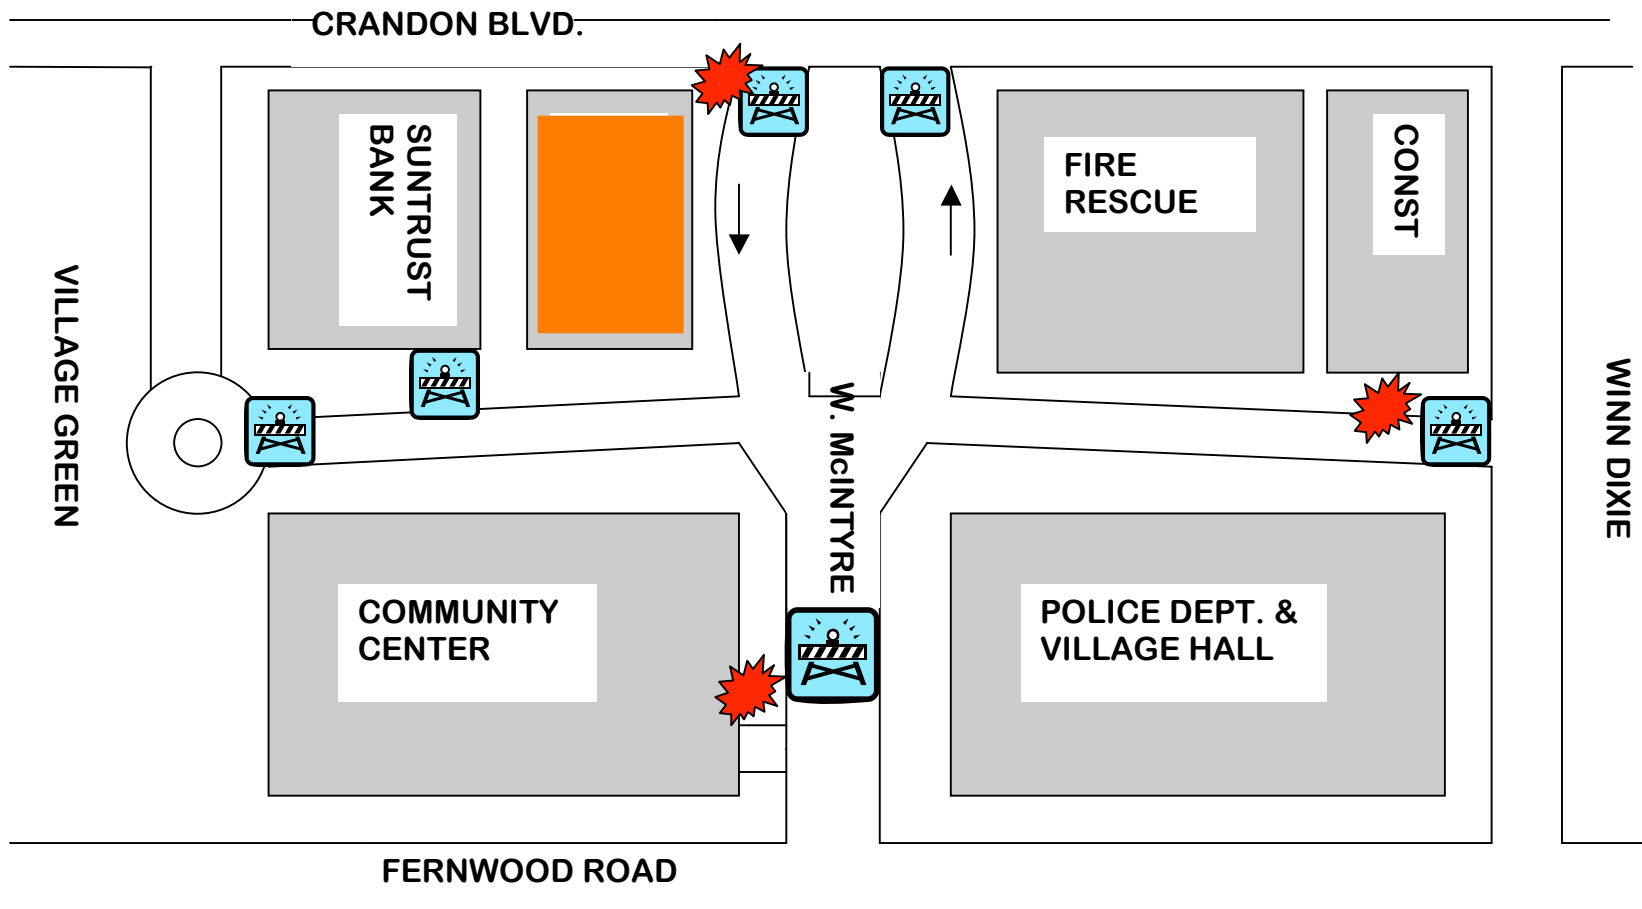 CRANDON BLVD.
SUNTRUST
BANK
FIRE
RESCUE
CONST
VILLAGE GREEN
W. McINTYRE
WINN DIXIE
COMMUNITY
CENTER
POLICE DEPT. &
VILLAGE HALL
FERNWOOD ROAD